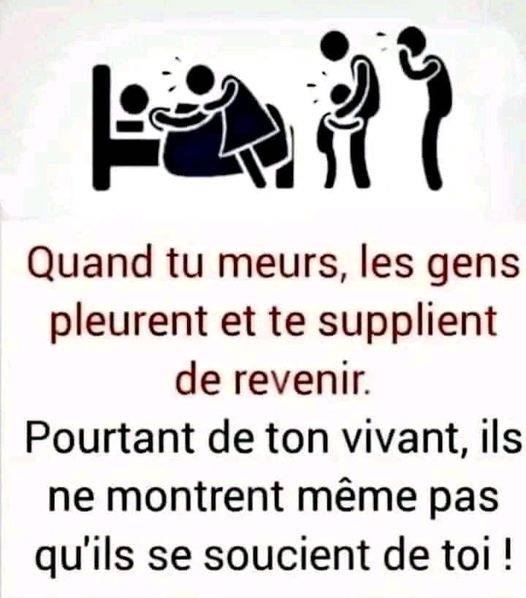 Quand tu meurs, les gens
pleurent et te supplient
de revenir.
Pourtant de ton vivant, ils
ne montrent même pas
qu'ils se soucient de toi !